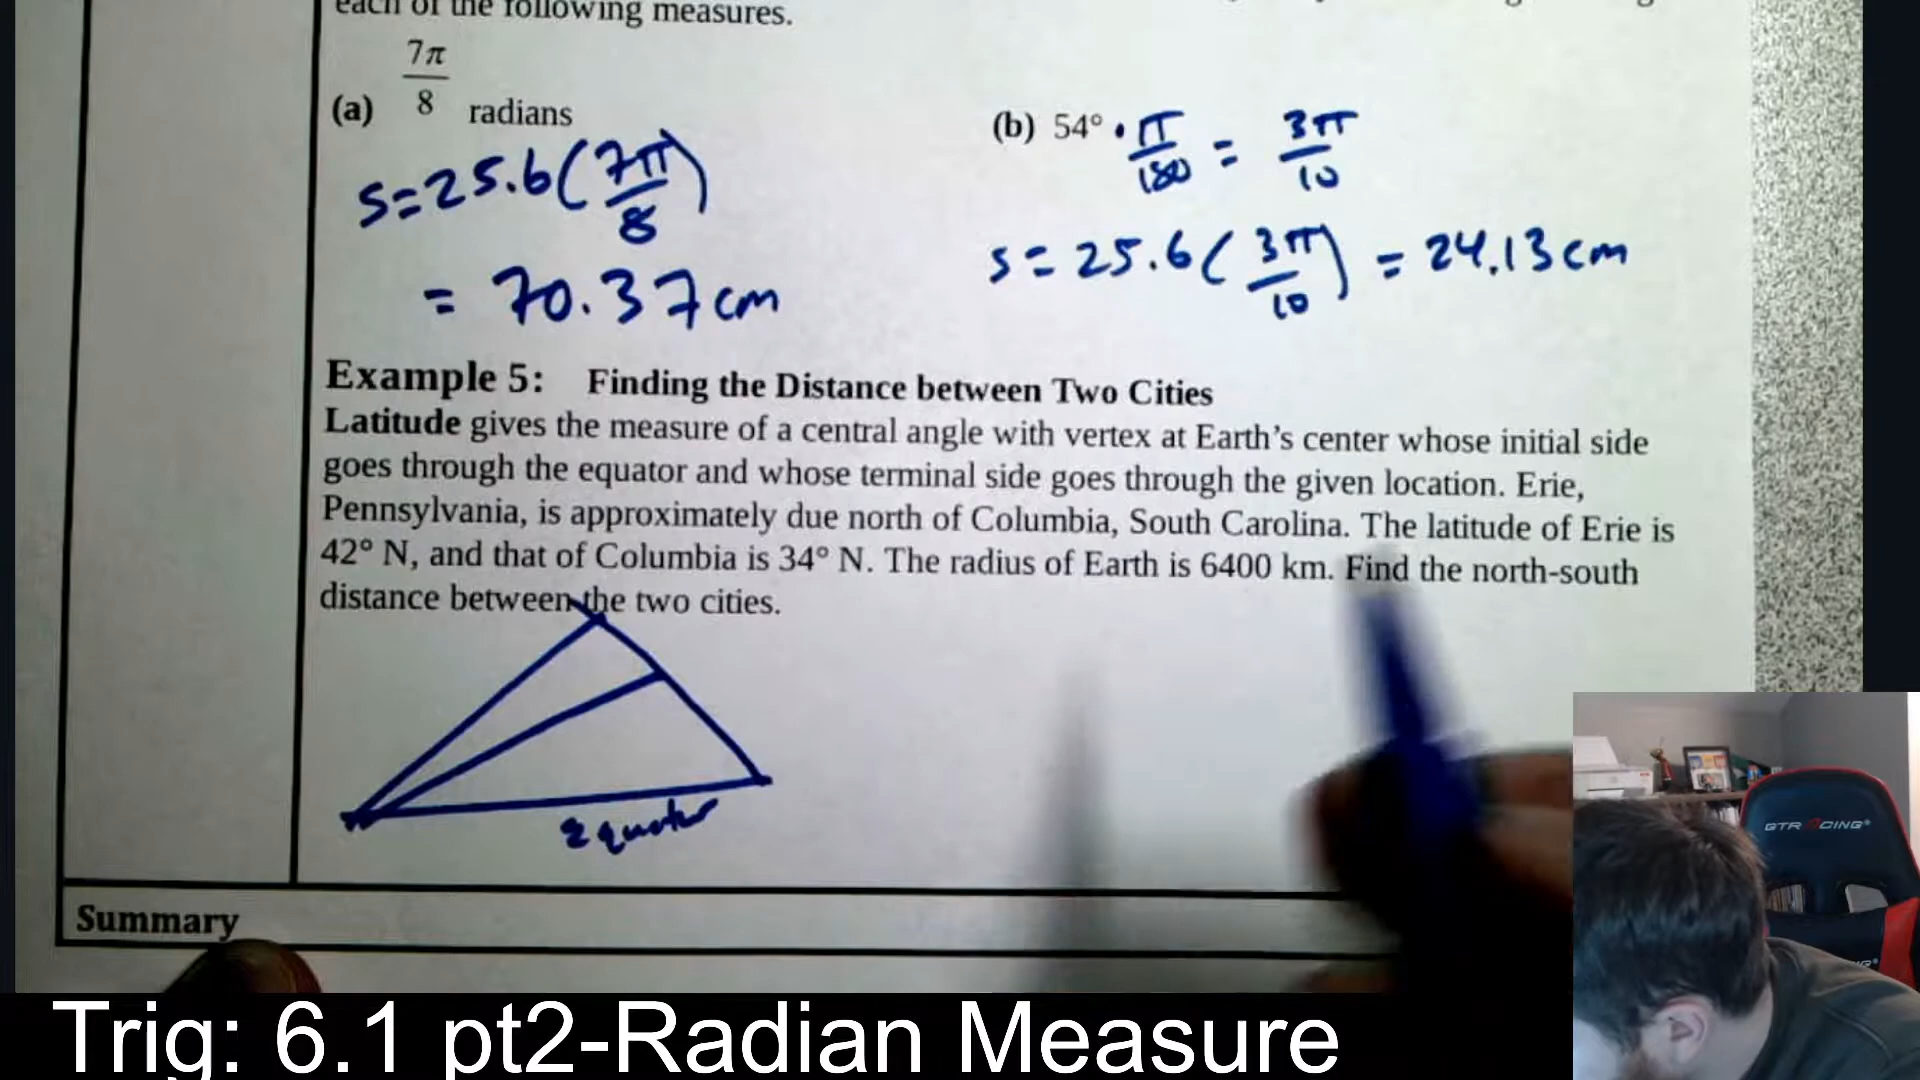 each of the following measures.
(a) 7π/8 radians
s=25.6(7π/8)
= 70.37cm
(b) 54° • π/180 = 3π/10
s= 25.6(3π/10) = 24.13cm
Example 5: Finding the Distance between Two Cities
Latitude gives the measure of a central angle with vertex at Earth’s center whose initial side
goes through the equator and whose terminal side goes through the given location. Erie,
Pennsylvania, is approximately due north of Columbia, South Carolina. The latitude of Erie is
42° N, and that of Columbia is 34° N. The radius of Earth is 6400 km. Find the north-south
distance between the two cities.
Equator
Summary
GTRACING
Trig: 6.1 pt2-Radian Measure